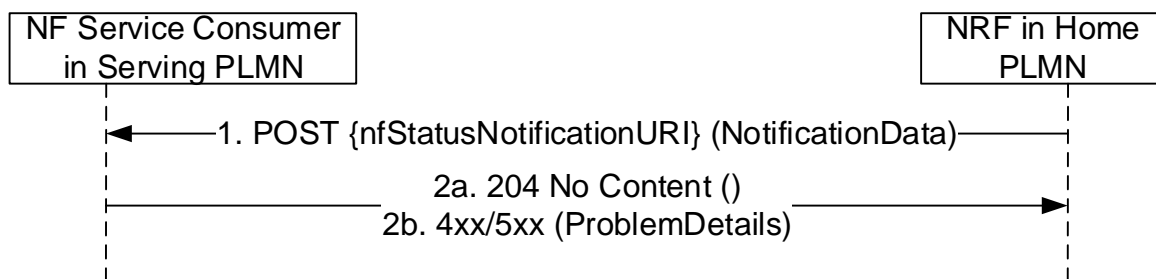 NF Service Consumer
in Serving PLMN
NRF in Home
PLMN
1. POST {nfStatusNotificationURI} (NotificationData)
2a. 204 No Content ()
2b. 4xx/5xx (ProblemDetails)